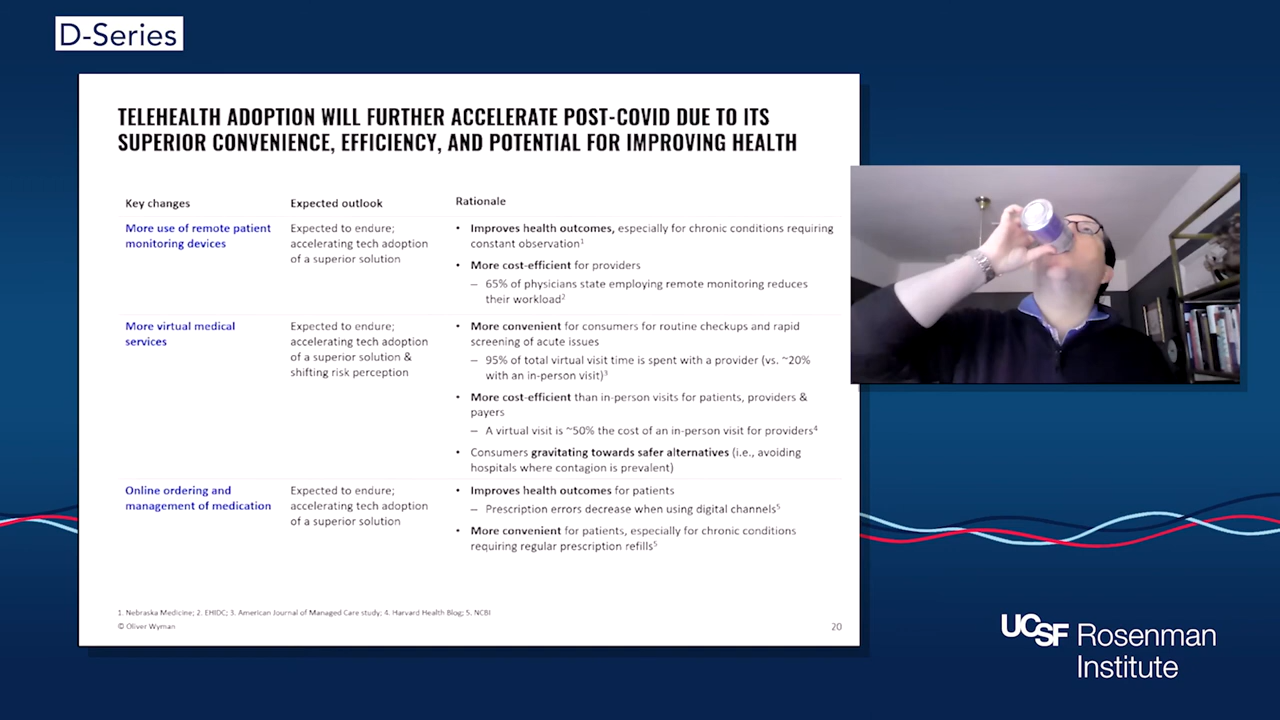 D-Series
TELEHEALTH ADOPTION WILL FURTHER ACCELERATE POST-COVID DUE TO ITS
SUPERIOR CONVENIENCE, EFFICIENCY, AND POTENTIAL FOR IMPROVING HEALTH
Key changes
Expected outlook
Rationale
More use of remote patient
monitoring devices
Expected to endure;
accelerating tech adoption
of a superior solution
• Improves health outcomes, especially for chronic conditions requiring
constant observation¹
• More cost-efficient for providers
– 65% of physicians state employing remote monitoring reduces
their workload²
More virtual medical
services
Expected to endure;
accelerating tech adoption
of a superior solution &
shifting risk perception
• More convenient for consumers for routine checkups and rapid
screening of acute issues
– 95% of total virtual visit time is spent with a provider (vs. ~20%
with an in-person visit)³
• More cost-efficient than in-person visits for patients, providers &
payers
– A virtual visit is ~50% the cost of an in-person visit for providers⁴
• Consumers gravitating towards safer alternatives (i.e., avoiding
hospitals where contagion is prevalent)
Online ordering and
management of medication
Expected to endure;
accelerating tech adoption
of a superior solution
• Improves health outcomes for patients
– Prescription errors decrease when using digital channels⁵
• More convenient for patients, especially for chronic conditions
requiring regular prescription refills⁵
1. Nebraska Medicine; 2. EHIDC; 3. American Journal of Managed Care study; 4. Harvard Health Blog; 5. NCBI
© Oliver Wyman
20
UCSF Rosenman
Institute